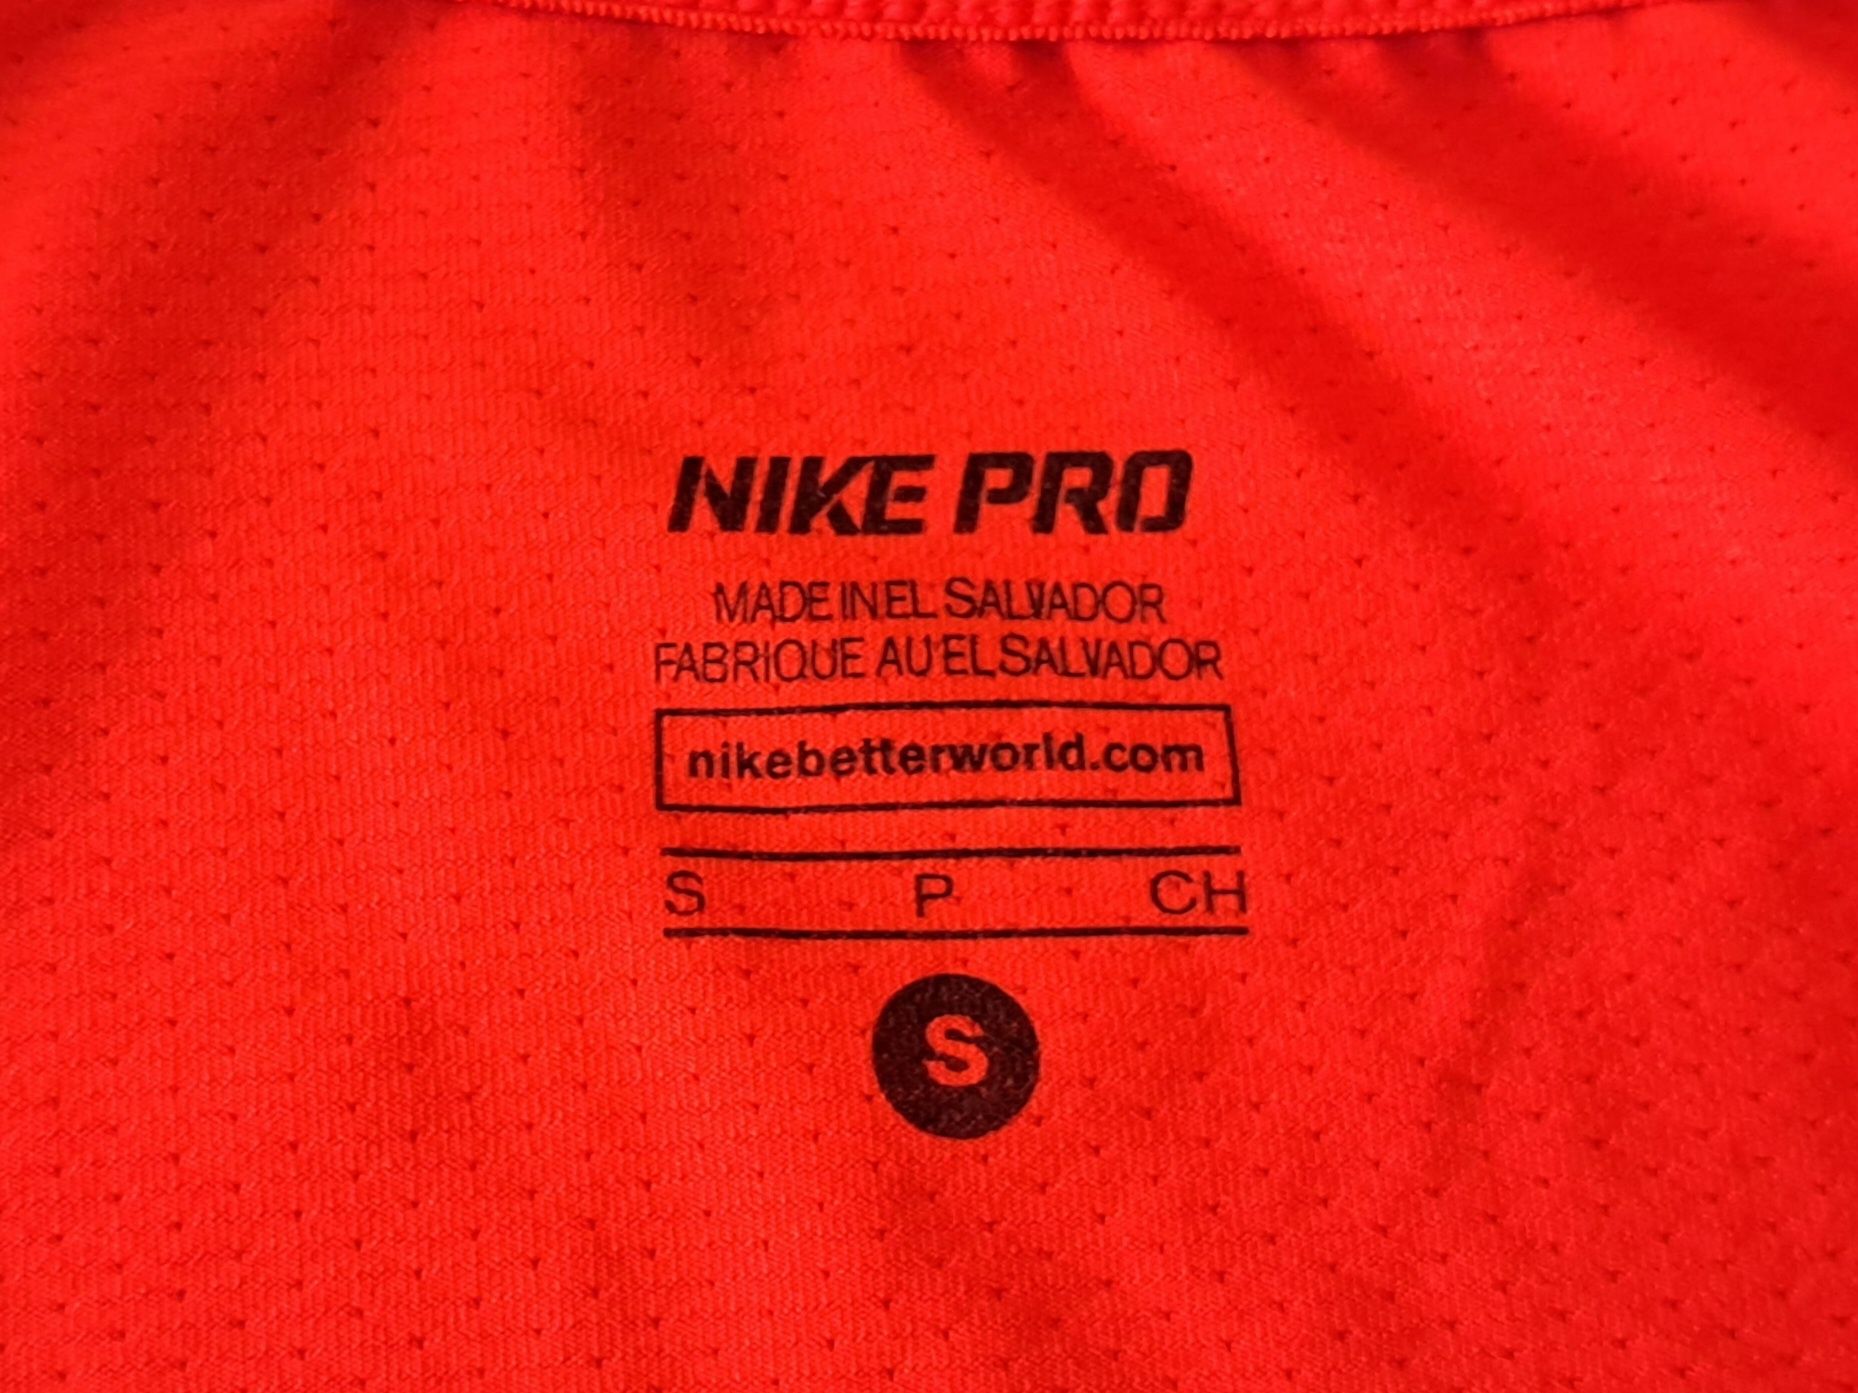 NIKE PRO
MADE IN EL SALVADOR
FABRIQUE AU EL SALVADOR
nikebetterworld.com
S P CH
S